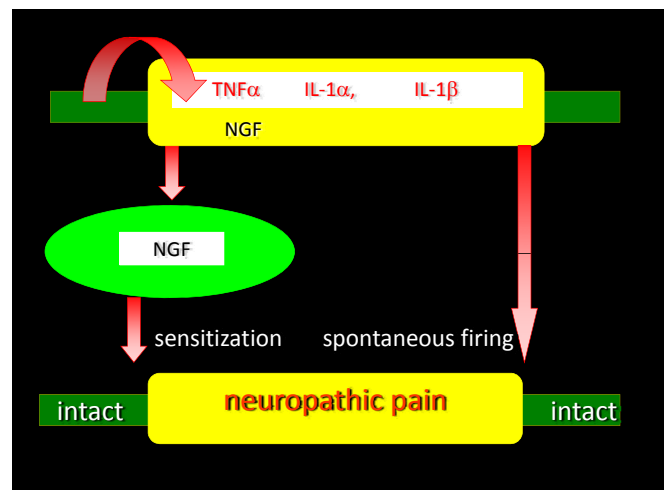 TNFα IL-1α, IL-1β
NGF
NGF
sensitization spontaneous firing
intact neuropathic pain intact